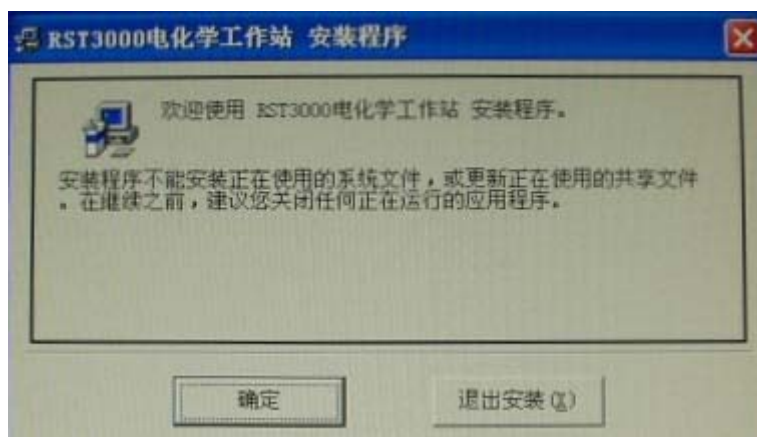 RST3000电化学工作站 安装程序
欢迎使用 RST3000电化学工作站 安装程序。
安装程序不能安装正在使用的系统文件，或更新正在使用的共享文件
。在继续之前，建议您关闭任何正在运行的应用程序。
确定
退出安装(X)